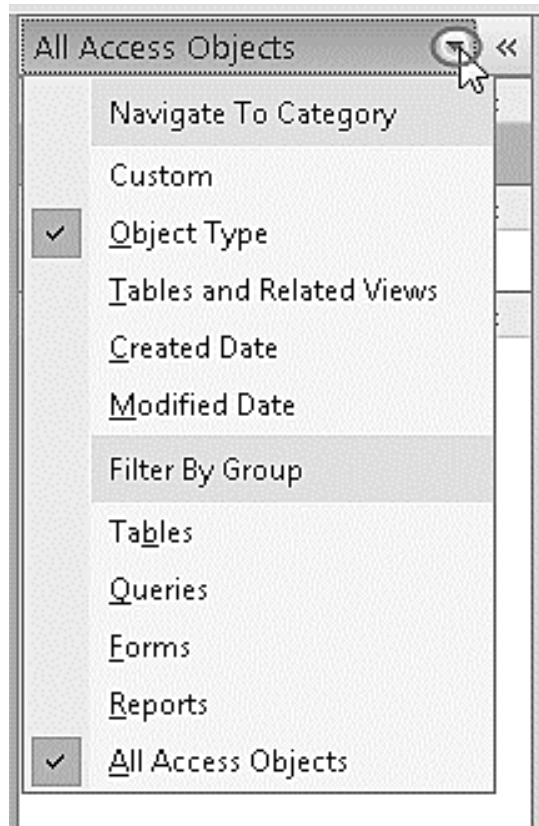 All Access Objects «
Navigate To Category
Custom
Object Type
Tables and Related Views
Created Date
Modified Date
Filter By Group
Tables
Queries
Forms
Reports
All Access Objects